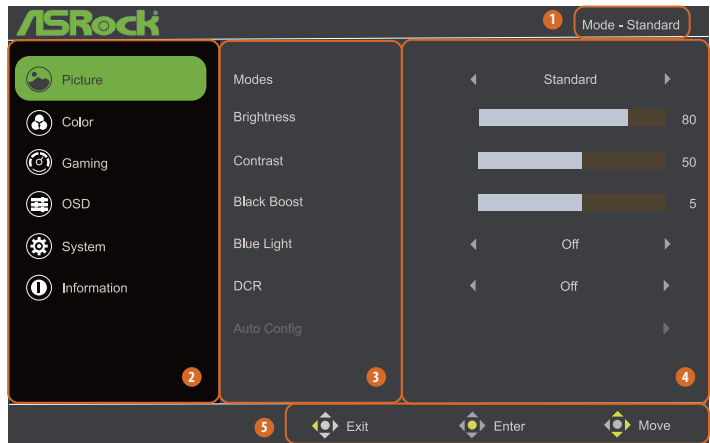 ASRock
1
Mode - Standard
Picture
Modes
Standard
Color
Brightness
80
Gaming
Contrast
50
OSD
Black Boost
5
System
Blue Light
Off
Information
DCR
Off
Auto Config
2
3
4
5
Exit
Enter
Move